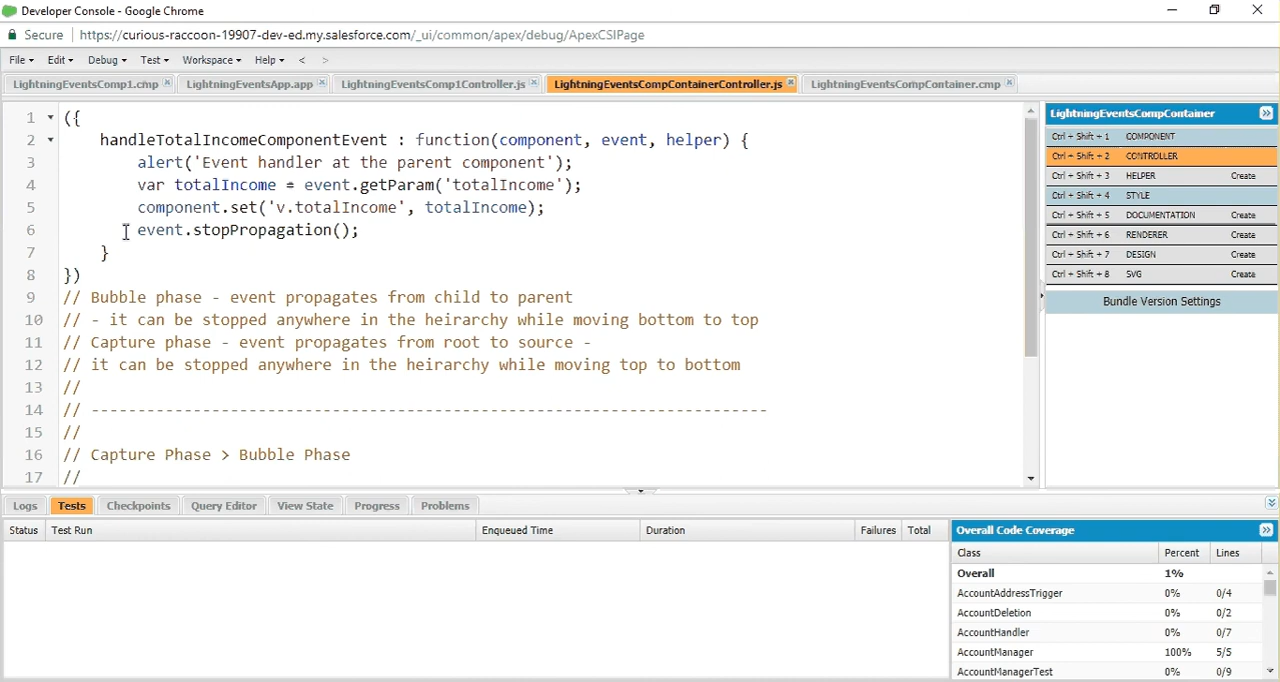 Developer Console - Google Chrome
Secure | https://curious-raccoon-19907-dev-ed.my.salesforce.com/_ui/common/apex/debug/ApexCSIPage
File Edit Debug Test Workspace Help < >
LightningEventsComp1.cmp LightningEventsApp.app LightningEventsComp1Controller.js LightningEventsCompContainerController.js LightningEventsCompContainer.cmp
1 ({
2 handleTotalIncomeComponentEvent : function(component, event, helper) {
3 alert('Event handler at the parent component');
4 var totalIncome = event.getParam('totalIncome');
5 component.set('v.totalIncome', totalIncome);
6 event.stopPropagation();
7 }
8 })
9 // Bubble phase - event propagates from child to parent
10 // - it can be stopped anywhere in the heirarchy while moving bottom to top
11 // Capture phase - event propagates from root to source -
12 // it can be stopped anywhere in the heirarchy while moving top to bottom
13 //
14 // -------------------------------------------------------------------------
15 //
16 // Capture Phase > Bubble Phase
17 //
LightningEventsCompContainer
Ctrl + Shift + 1 COMPONENT
Ctrl + Shift + 2 CONTROLLER
Ctrl + Shift + 3 HELPER Create
Ctrl + Shift + 4 STYLE
Ctrl + Shift + 5 DOCUMENTATION Create
Ctrl + Shift + 6 RENDERER Create
Ctrl + Shift + 7 DESIGN Create
Ctrl + Shift + 8 SVG Create
Bundle Version Settings
Logs Tests Checkpoints Query Editor View State Progress Problems
Status Test Run Enqueued Time Duration Failures Total
Overall Code Coverage
Class Percent Lines
Overall 1%
AccountAddressTrigger 0% 0/4
AccountDeletion 0% 0/2
AccountHandler 0% 0/7
AccountManager 100% 5/5
AccountManagerTest 0% 0/9